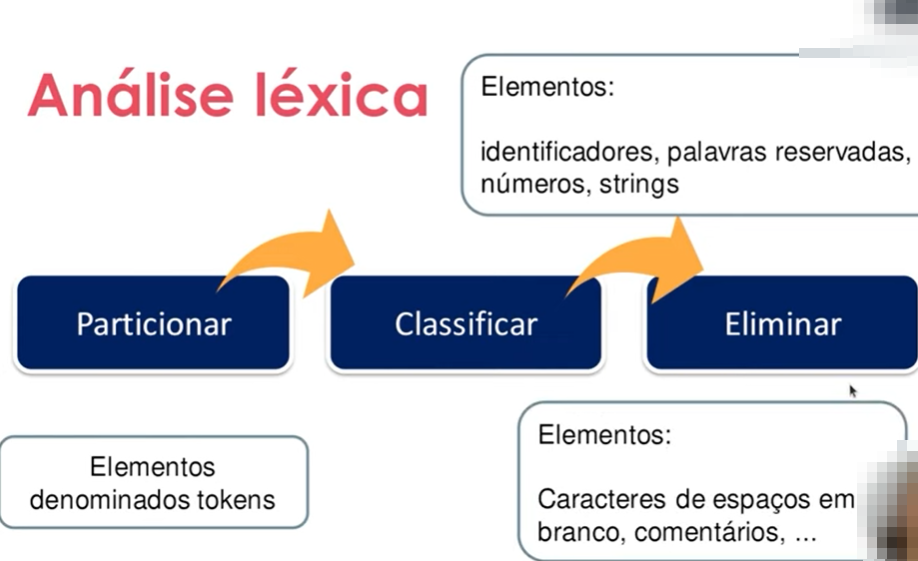 Análise léxica
Elementos:
identificadores, palavras reservadas,
números, strings
Particionar
Classificar
Eliminar
Elementos
denominados tokens
Elementos:
Caracteres de espaços em
branco, comentários, ...